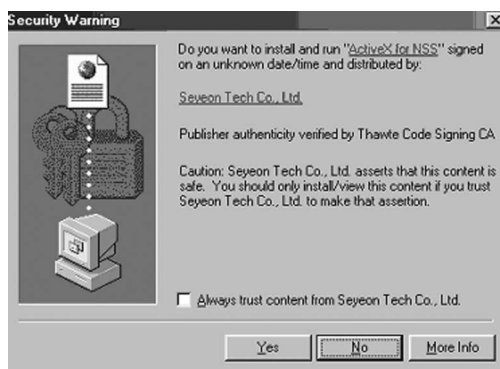 Security Warning
Do you want to install and run "ActiveX for NSS" signed
on an unknown date/time and distributed by:
Seyeon Tech Co., Ltd.
Publisher authenticity verified by Thawte Code Signing CA
Caution: Seyeon Tech Co., Ltd. asserts that this content is
safe. You should only install/view this content if you trust
Seyeon Tech Co., Ltd. to make that assertion.
Always trust content from Seyeon Tech Co., Ltd.
Yes No More Info